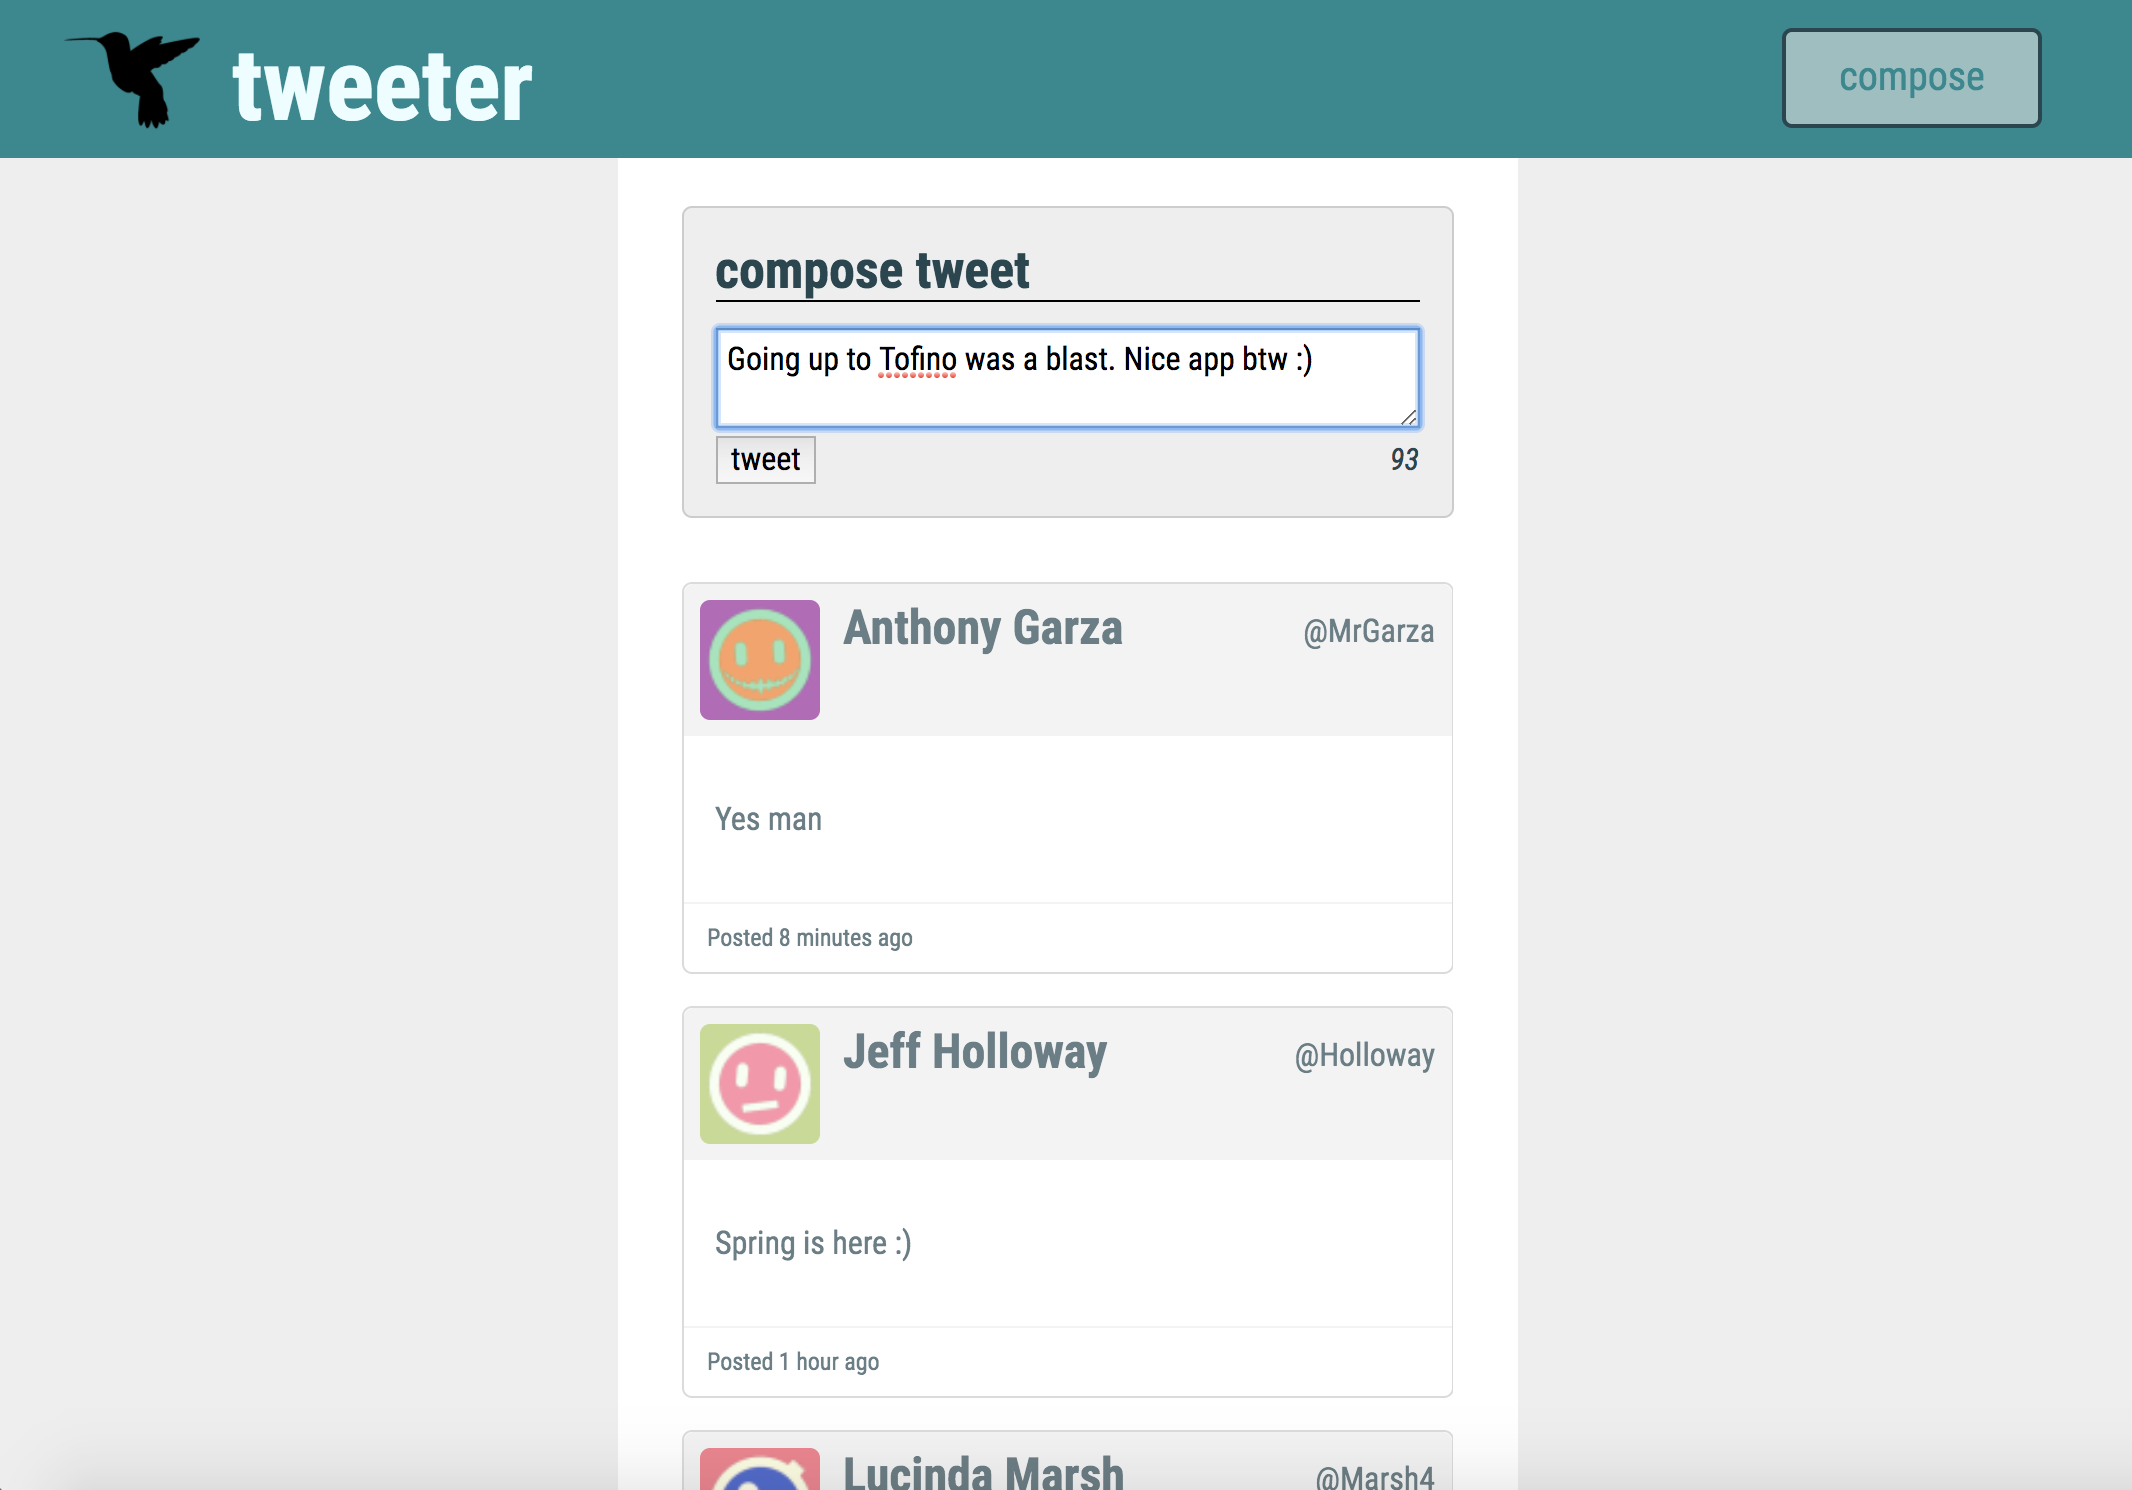 tweeter
compose
compose tweet
Going up to Tofino was a blast. Nice app btw :)
tweet
93
Anthony Garza
@MrGarza
Yes man
Posted 8 minutes ago
Jeff Holloway
@Holloway
Spring is here :)
Posted 1 hour ago
Lucinda Marsh
@Marsh4